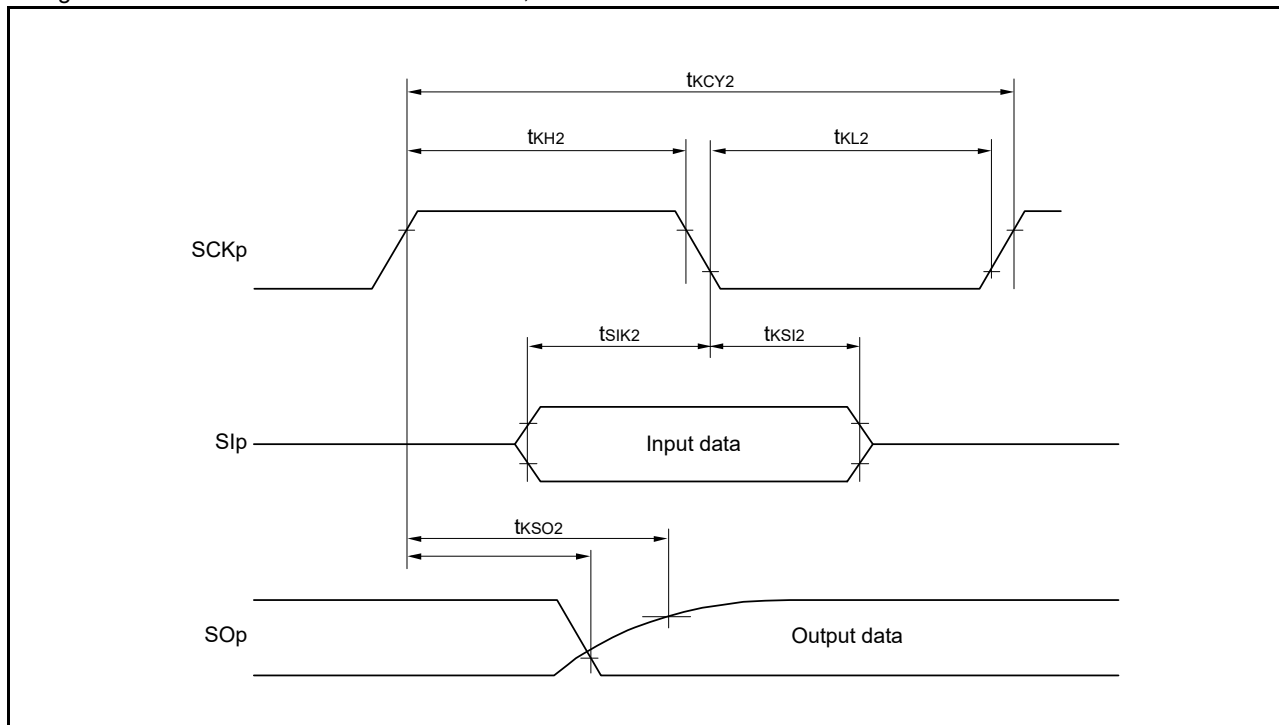 tKCY2
tKH2
tKL2
SCKp
tSIK2
tKSI2
SIp
Input data
tKSO2
SOp
Output data